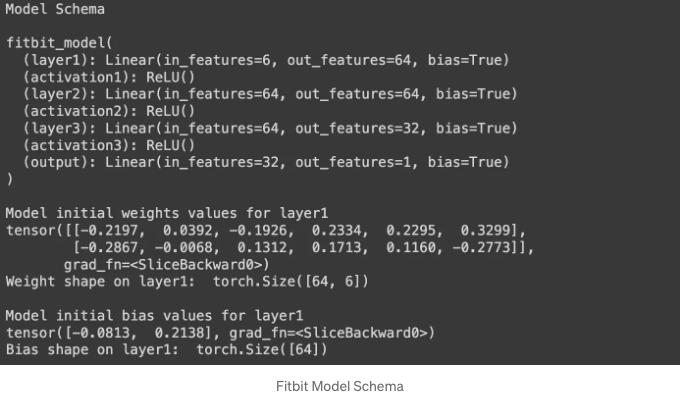 Model Schema
fitbit_model(
  (layer1): Linear(in_features=6, out_features=64, bias=True)
  (activation1): ReLU()
  (layer2): Linear(in_features=64, out_features=64, bias=True)
  (activation2): ReLU()
  (layer3): Linear(in_features=64, out_features=32, bias=True)
  (activation3): ReLU()
  (output): Linear(in_features=32, out_features=1, bias=True)
)
Model initial weights values for layer1
tensor([[-0.2197,  0.0392, -0.1926,  0.2334,  0.2295,  0.3299],
        [-0.2867, -0.0068,  0.1312,  0.1713,  0.1160, -0.2773]],
       grad_fn=<SliceBackward0>)
Weight shape on layer1:  torch.Size([64, 6])
Model initial bias values for layer1
tensor([-0.0813,  0.2138], grad_fn=<SliceBackward0>)
Bias shape on layer1:  torch.Size([64])
Fitbit Model Schema